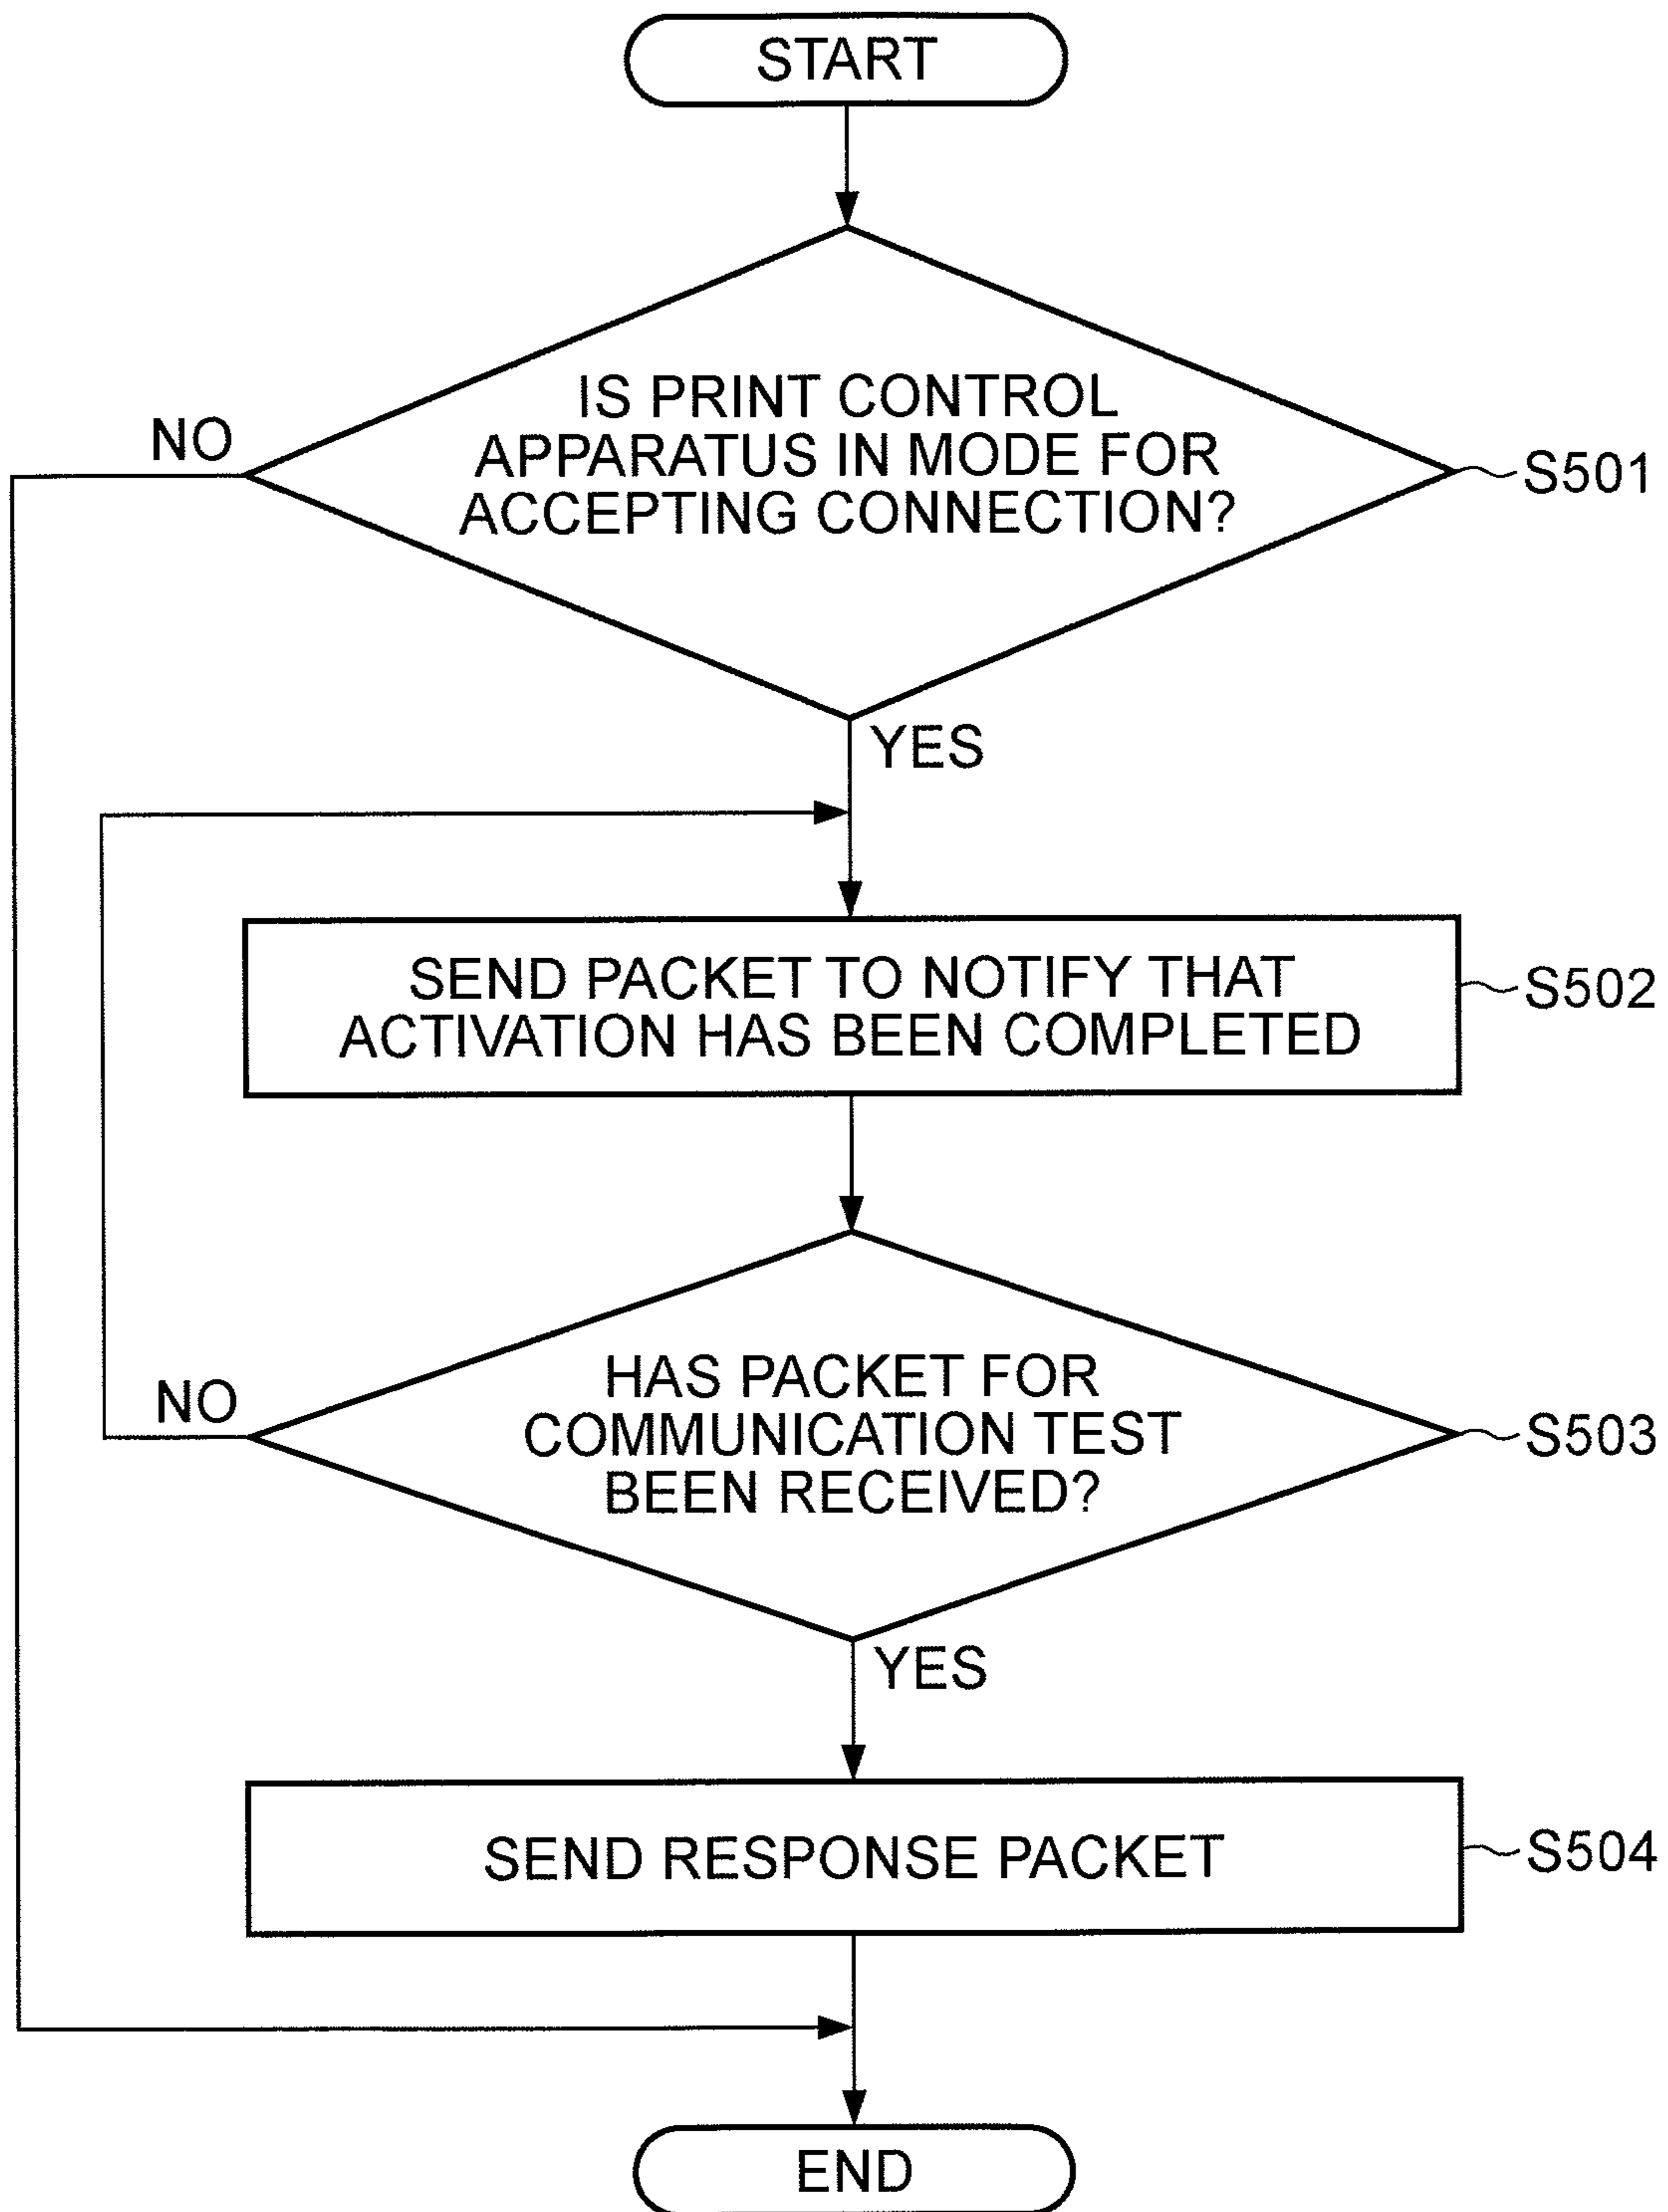 START
IS PRINT CONTROL
APPARATUS IN MODE FOR
ACCEPTING CONNECTION?
NO
S501
YES
SEND PACKET TO NOTIFY THAT
ACTIVATION HAS BEEN COMPLETED
S502
HAS PACKET FOR
COMMUNICATION TEST
BEEN RECEIVED?
NO
S503
YES
SEND RESPONSE PACKET
S504
END